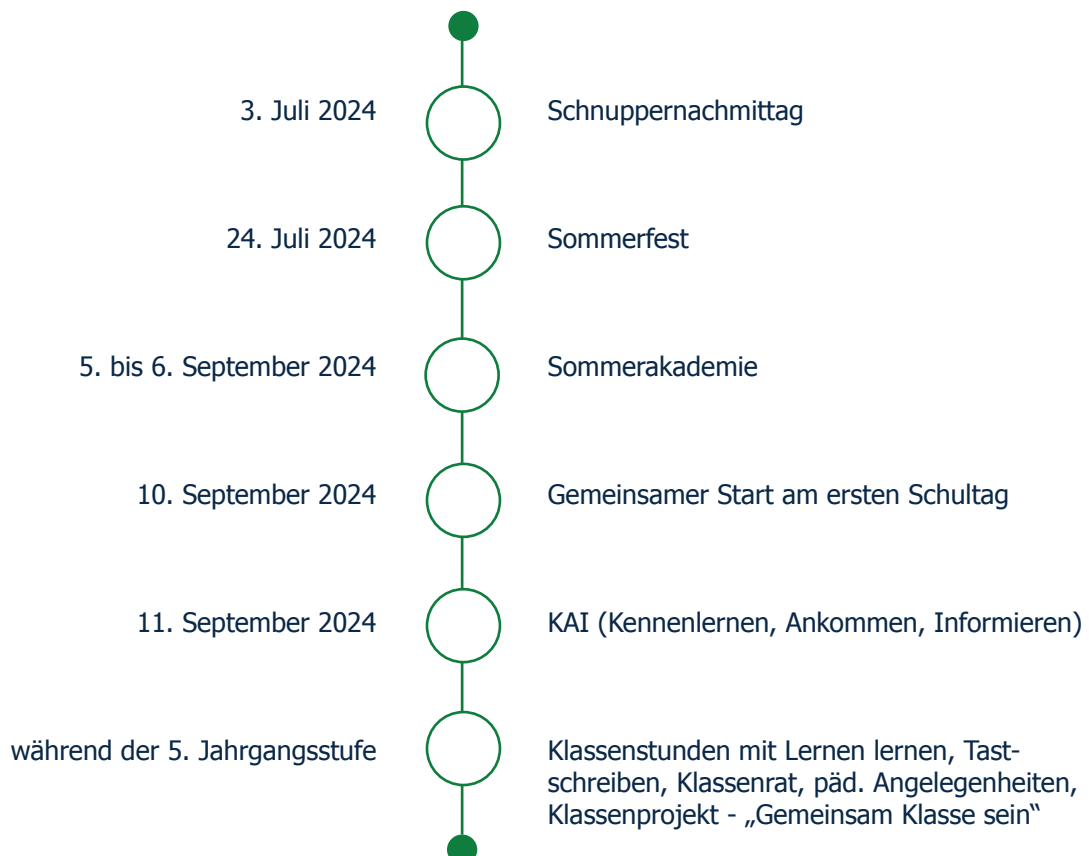 3. Juli 2024
Schnuppernachmittag
24. Juli 2024
Sommerfest
5. bis 6. September 2024
Sommerakademie
10. September 2024
Gemeinsamer Start am ersten Schultag
11. September 2024
KAI (Kennenlernen, Ankommen, Informieren)
während der 5. Jahrgangsstufe
Klassenstunden mit Lernen lernen, Tast-
schreiben, Klassenrat, päd. Angelegenheiten,
Klassenprojekt - „Gemeinsam Klasse sein“